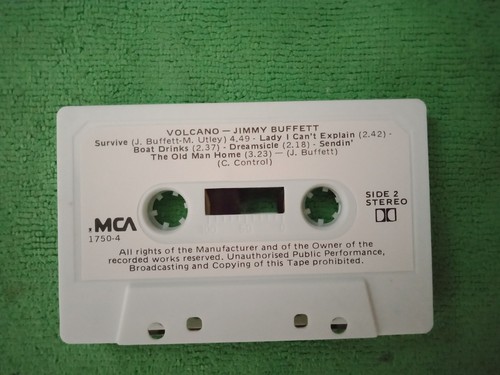 VOLCANO — JIMMY BUFFETT
Survive (J. Buffett-M. Utley) 4.49 - Lady I Can't Explain (2.42) -
Boat Drinks (2.37) - Dreamsicle (2.18) - Sendin'
The Old Man Home (3.23) — (J. Buffett)
(C. Control)
SIDE 2
STEREO
MCA
1750-4
All rights of the Manufacturer and of the Owner of the
recorded works reserved. Unauthorised Public Performance,
Broadcasting and Copying of this Tape prohibited.